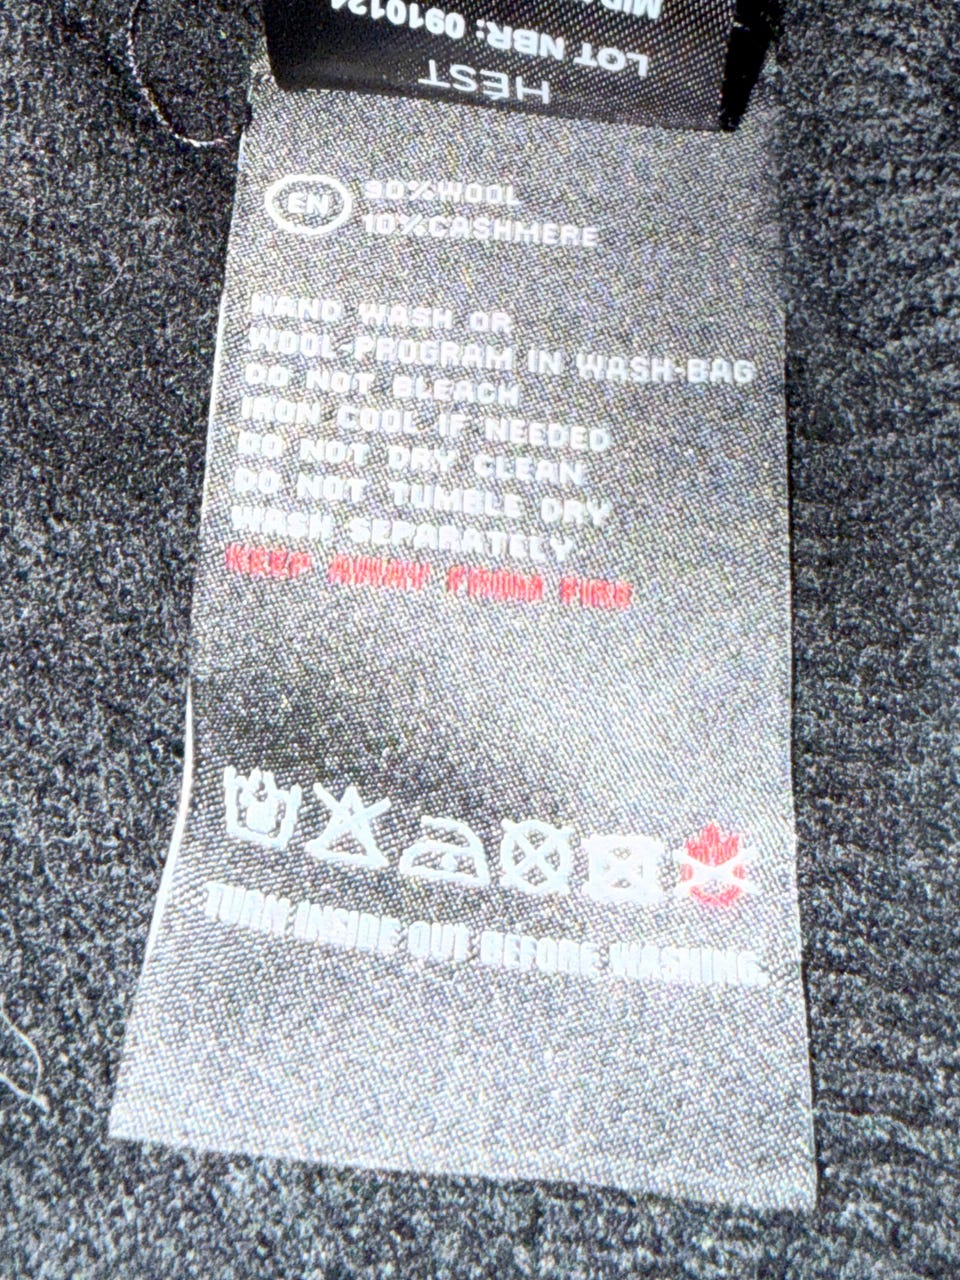 LOT NBR: 0910121
HEST
EN
90%WOOL
10%CASHMERE
HAND WASH OR
WOOL-PROGRAM IN WASH-BAG
DO NOT BLEACH
IRON COOL IF NEEDED
DO NOT DRY CLEAN
DO NOT TUMBLE DRY
WASH SEPARATELY.
KEEP AWAY FROM FIRE
TURN INSIDE OUT BEFORE WASHING.